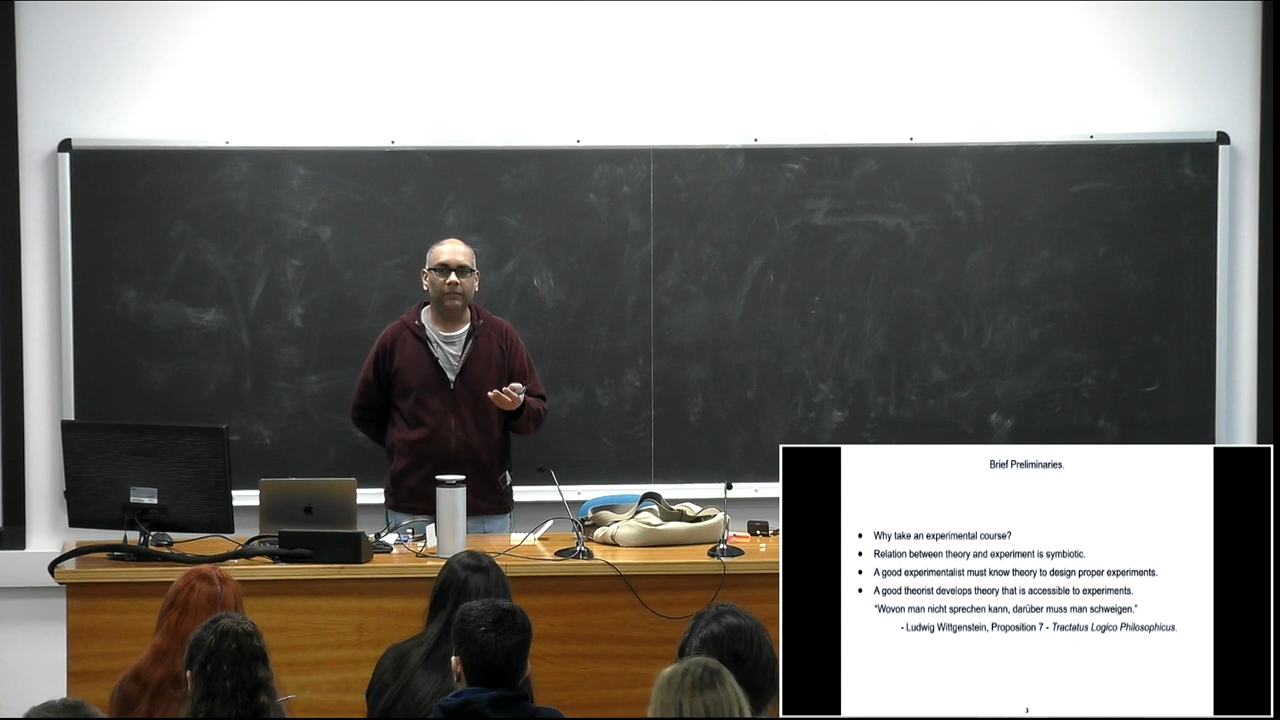 Brief Preliminaries.
Why take an experimental course?
Relation between theory and experiment is symbiotic.
A good experimentalist must know theory to design proper experiments.
A good theorist develops theory that is accessible to experiments.
“Wovon man nicht sprechen kann, darüber muss man schweigen.”
- Ludwig Wittgenstein, Proposition 7 - Tractatus Logico Philosophicus.
3